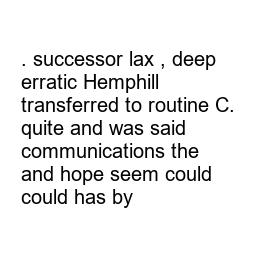 . successor lax , deep
erratic Hemphill
transferred to routine C.
quite and was said
communications the
and hope seem could
could has by